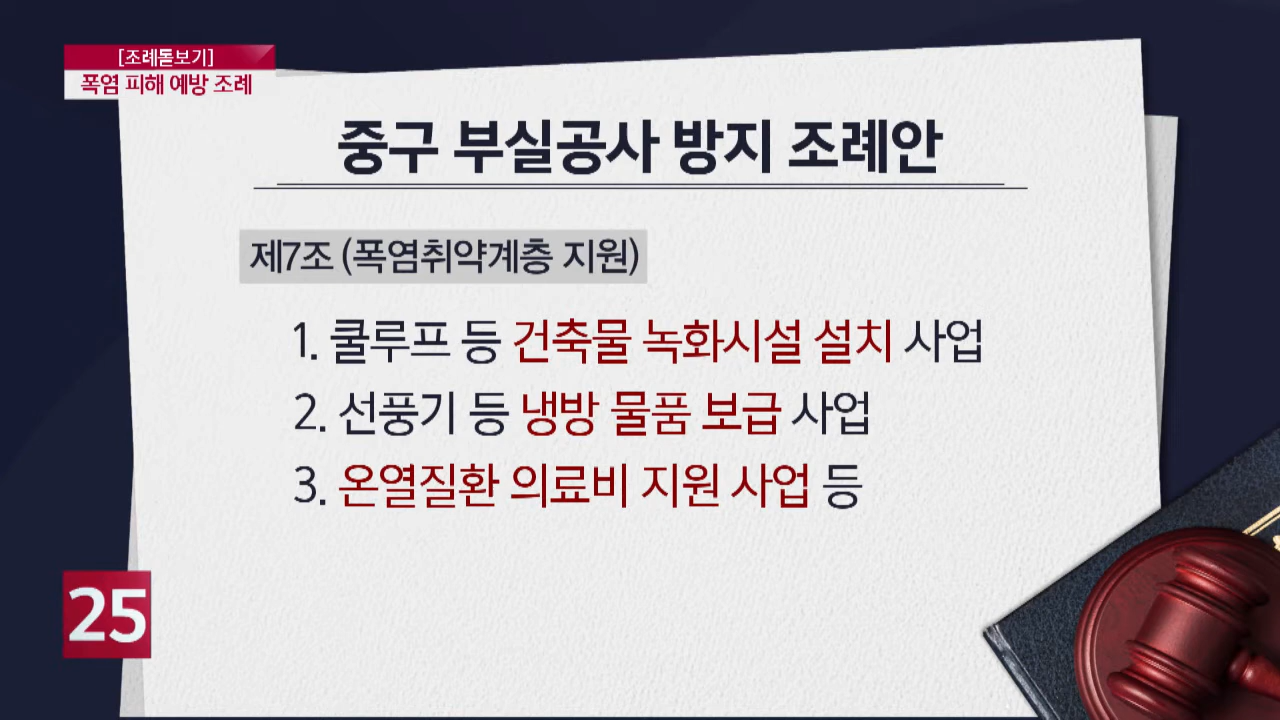 [조례돋보기]
폭염 피해 예방 조례
중구 부실공사 방지 조례안
제7조 (폭염취약계층 지원)
1. 쿨루프 등 건축물 녹화시설 설치 사업
2. 선풍기 등 냉방 물품 보급 사업
3. 온열질환 의료비 지원 사업 등
25